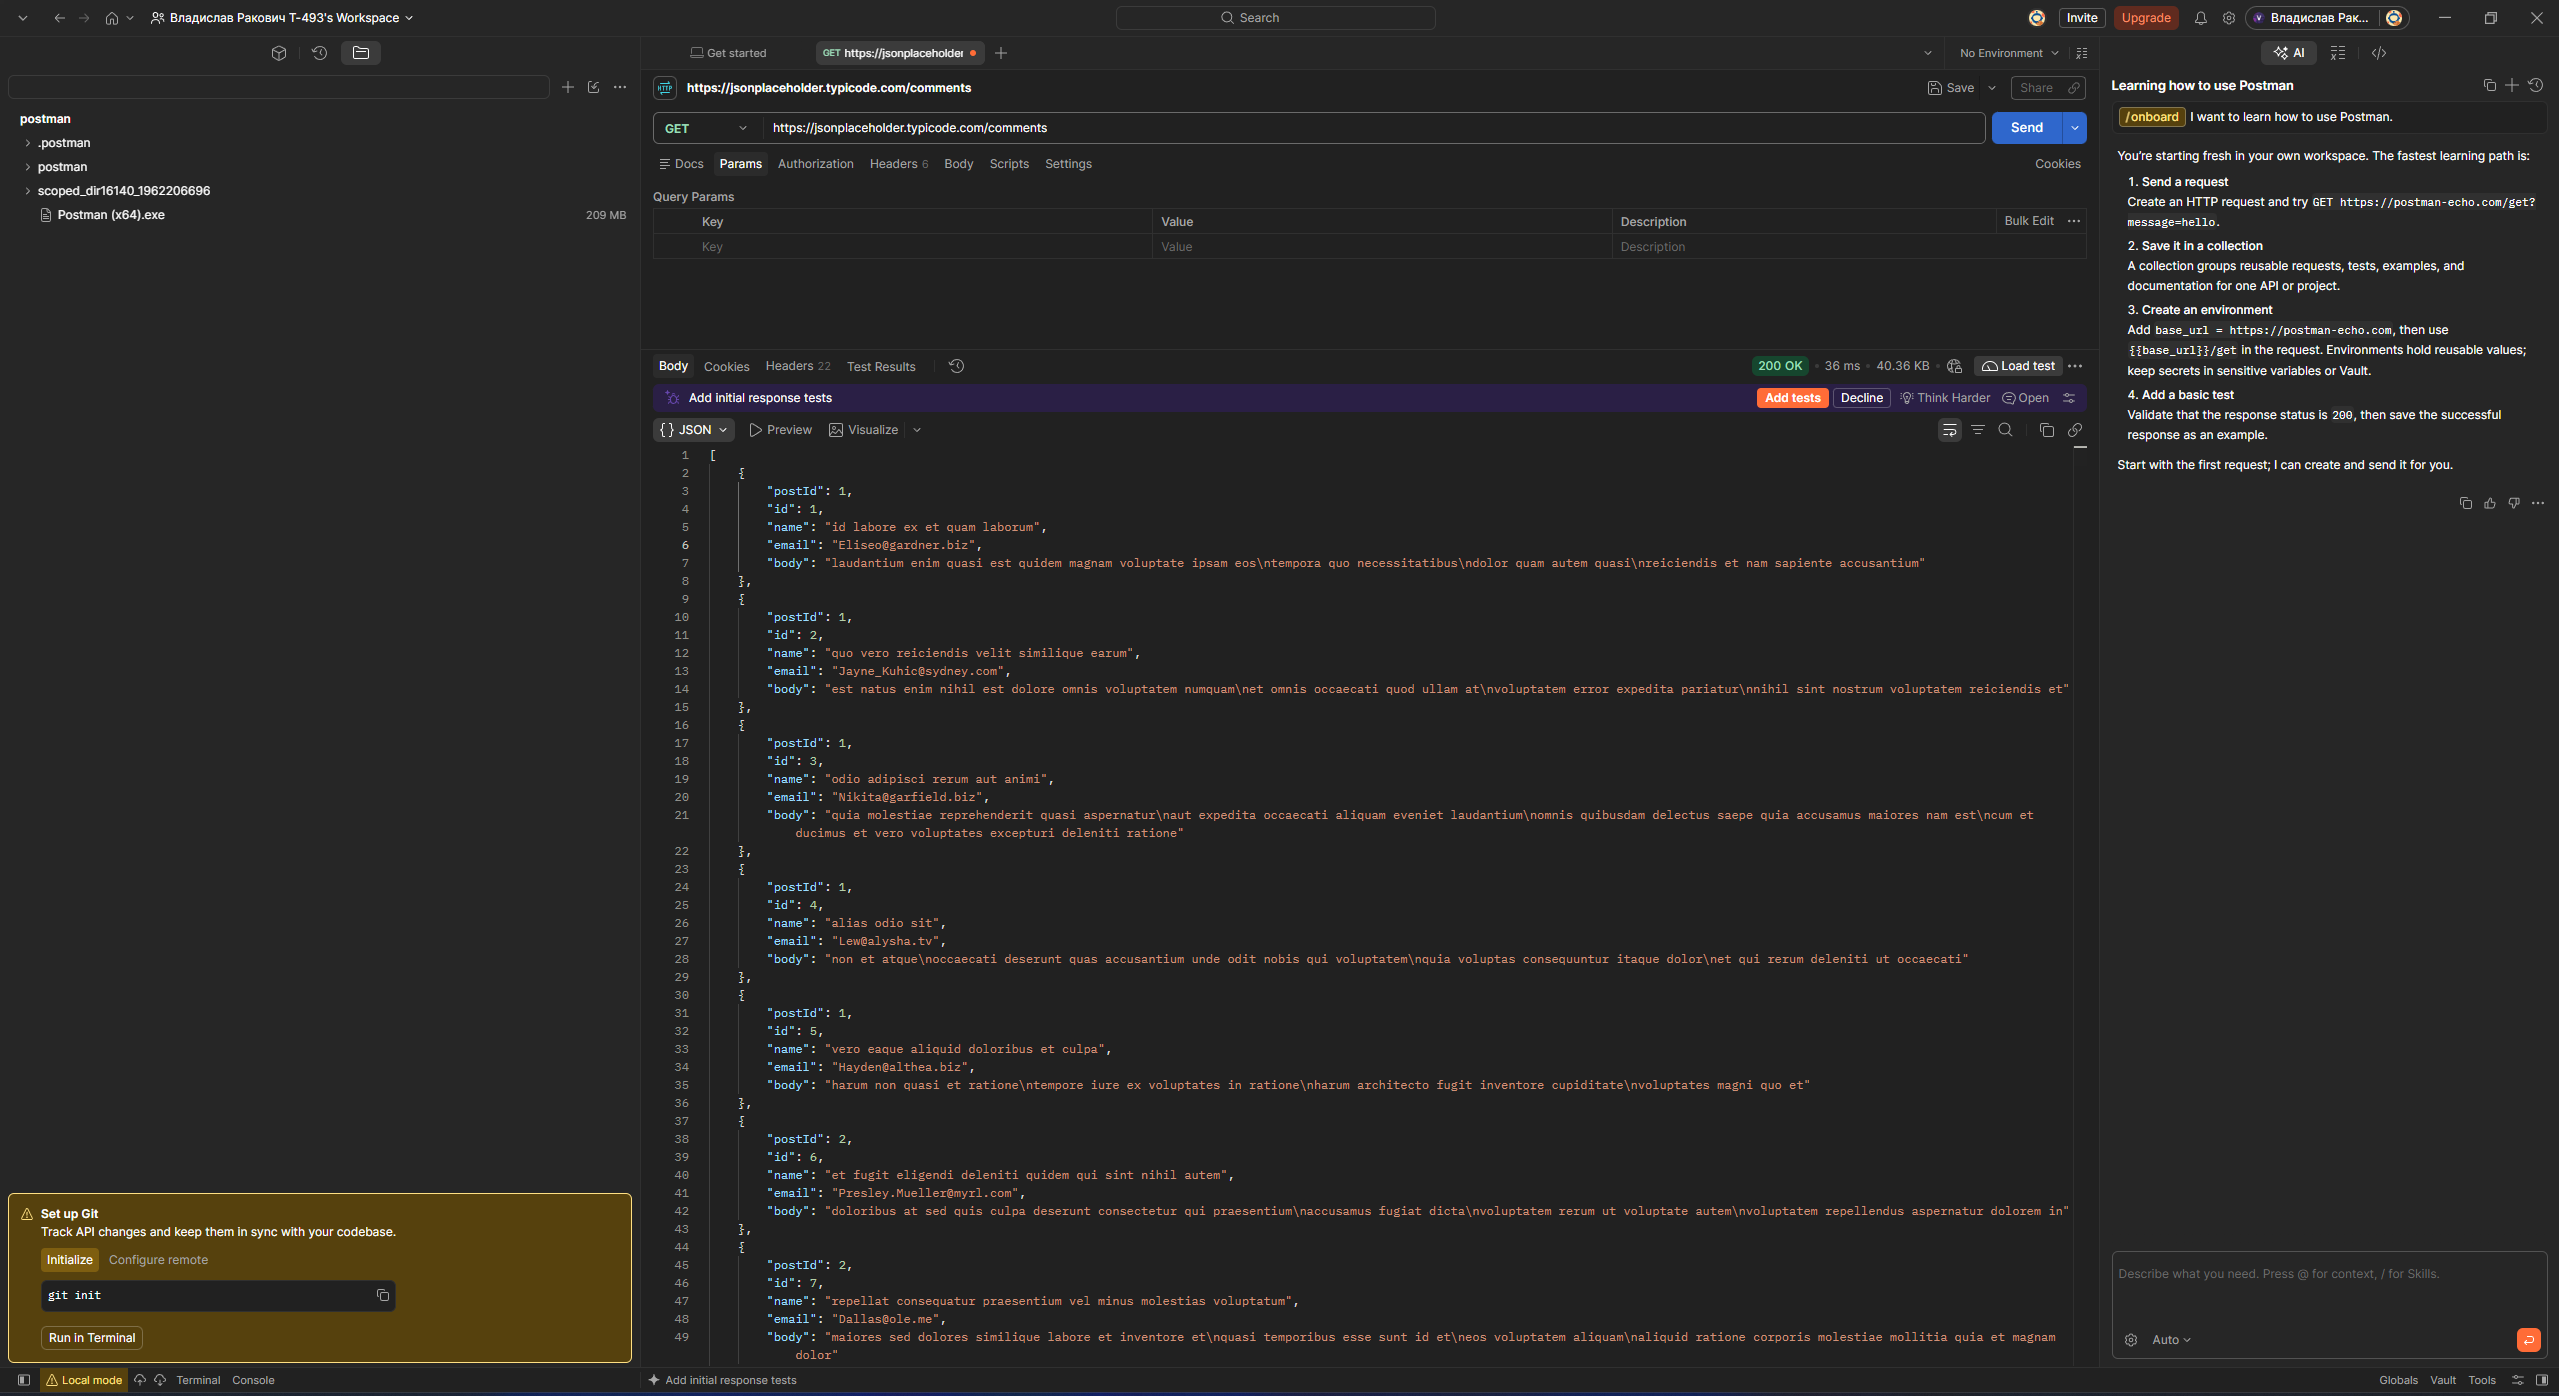 Владислав Ракович Т-493's Workspace
Search
Invite
Upgrade
Владислав Рак...
Get started
GET https://jsonplaceholder
No Environment
AI
postman
.postman
postman
scoped_dir16140_1962206696
Postman (x64).exe
209 MB
HTTP
https://jsonplaceholder.typicode.com/comments
Save
Share
GET
https://jsonplaceholder.typicode.com/comments
Send
Docs
Params
Authorization
Headers 6
Body
Scripts
Settings
Cookies
Query Params
Key
Value
Description
Bulk Edit
Key
Value
Description
Body
Cookies
Headers 22
Test Results
200 OK
36 ms
40.36 KB
Load test
Add initial response tests
Add tests
Decline
Think Harder
Open
{} JSON
Preview
Visualize
1 [
2 {
3 "postId": 1,
4 "id": 1,
5 "name": "id labore ex et quam laborum",
6 "email": "Eliseo@gardner.biz",
7 "body": "laudantium enim quasi est quidem magnam voluptate ipsam eos\ntempora quo necessitatibus\ndolor quam autem quasi\nreiciendis et nam sapiente accusantium"
8 },
9 {
10 "postId": 1,
11 "id": 2,
12 "name": "quo vero reiciendis velit similique earum",
13 "email": "Jayne_Kuhic@sydney.com",
14 "body": "est natus enim nihil est dolore omnis voluptatem numquam\net omnis occaecati quod ullam at\nvoluptatem error expedita pariatur\nnihil sint nostrum voluptatem reiciendis et"
15 },
16 {
17 "postId": 1,
18 "id": 3,
19 "name": "odio adipisci rerum aut animi",
20 "email": "Nikita@garfield.biz",
21 "body": "quia molestiae reprehenderit quasi aspernatur\naut expedita occaecati aliquam eveniet laudantium\nomnis quibusdam delectus saepe quia accusamus maiores nam est\ncum et
ducimus et vero voluptates excepturi deleniti ratione"
22 },
23 {
24 "postId": 1,
25 "id": 4,
26 "name": "alias odio sit",
27 "email": "Lew@alysha.tv",
28 "body": "non et atque\noccaecati deserunt quas accusantium unde odit nobis qui voluptatem\nquia voluptas consequuntur itaque dolor\net qui rerum deleniti ut occaecati"
29 },
30 {
31 "postId": 1,
32 "id": 5,
33 "name": "vero eaque aliquid doloribus et culpa",
34 "email": "Hayden@althea.biz",
35 "body": "harum non quasi et ratione\ntempore iure ex voluptates in ratione\nharum architecto fugit inventore cupiditate\nvoluptates magni quo et"
36 },
37 {
38 "postId": 2,
39 "id": 6,
40 "name": "et fugit eligendi deleniti quidem qui sint nihil autem",
41 "email": "Presley.Mueller@myrl.com",
42 "body": "doloribus at sed quis culpa deserunt consectetur qui praesentium\naccusamus fugiat dicta\nvoluptatem rerum ut voluptate autem\nvoluptatem repellendus aspernatur dolorem in"
43 },
44 {
45 "postId": 2,
46 "id": 7,
47 "name": "repellat consequatur praesentium vel minus molestias voluptatum",
48 "email": "Dallas@ole.me",
49 "body": "maiores sed dolores similique labore et inventore et\nquasi temporibus esse sunt id et\neos voluptatem aliquam\naliquid ratione corporis molestiae mollitia quia et magnam
dolor"
Learning how to use Postman
/onboard I want to learn how to use Postman.
You're starting fresh in your own workspace. The fastest learning path is:
1. Send a request
Create an HTTP request and try GET https://postman-echo.com/get?
message=hello.
2. Save it in a collection
A collection groups reusable requests, tests, examples, and
documentation for one API or project.
3. Create an environment
Add base_url = https://postman-echo.com, then use
{{base_url}}/get in the request. Environments hold reusable values;
keep secrets in sensitive variables or Vault.
4. Add a basic test
Validate that the response status is 200, then save the successful
response as an example.
Start with the first request; I can create and send it for you.
Describe what you need. Press @ for context, / for Skills.
Auto
Set up Git
Track API changes and keep them in sync with your codebase.
Initialize
Configure remote
git init
Run in Terminal
Local mode
Terminal
Console
Add initial response tests
Globals
Vault
Tools